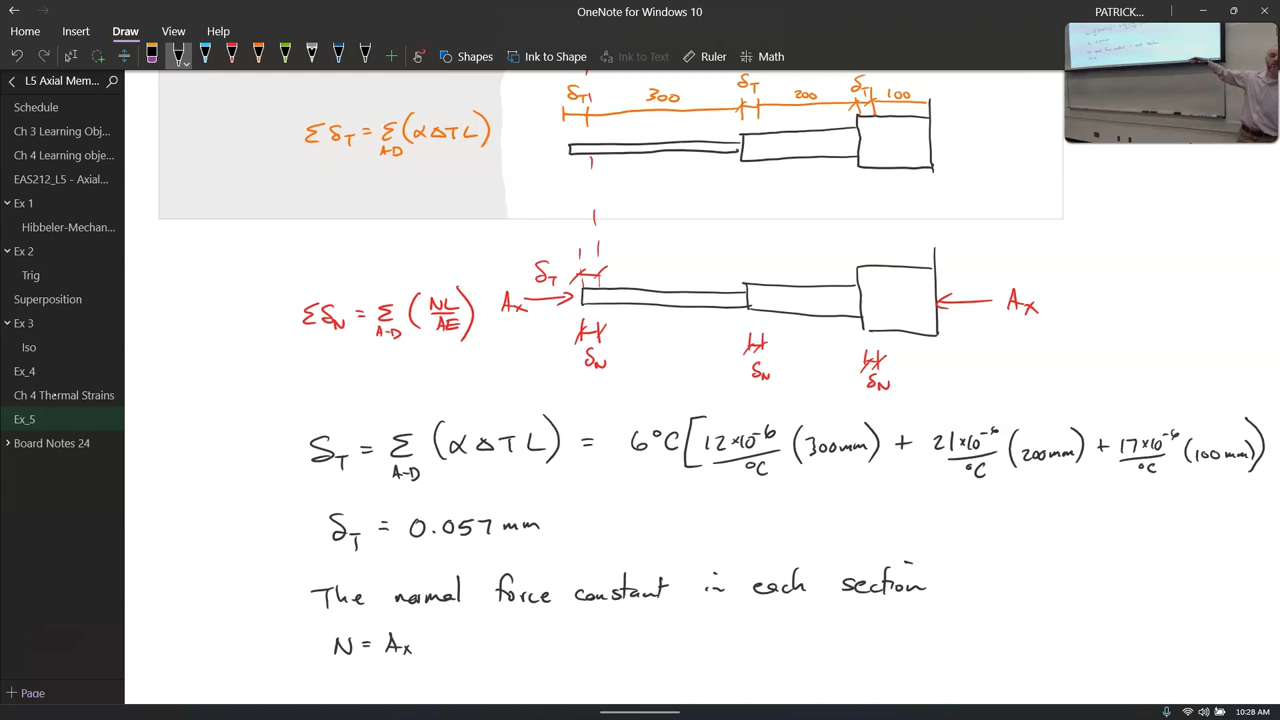 OneNote for Windows 10
PATRICK...
Home Insert Draw View Help
Shapes Ink to Shape Ink to Text Ruler Math
L5 Axial Mem...
Schedule
Ch 3 Learning Obj...
Ch 4 Learning obje...
EAS212_L5 - Axial...
Ex 1
Hibbeler-Mechan...
Ex 2
Trig
Superposition
Ex 3
Iso
Ex_4
Ch 4 Thermal Strains
Ex_5
Board Notes 24
Page
δT 300 δT 200 δT 100
Σ δT = Σ (α ΔT L)
A-D
δT
Σ δN = Σ (NL/AE) Ax Ax
A-D
δN δN δN
δT = Σ (α ΔT L) = 6°C [12×10⁻⁶/°C (300mm) + 21×10⁻⁶/°C (200mm) + 17×10⁻⁶/°C (100mm)
A-D
δT = 0.057 mm
The normal force constant in each section
N = Ax
10:28 AM